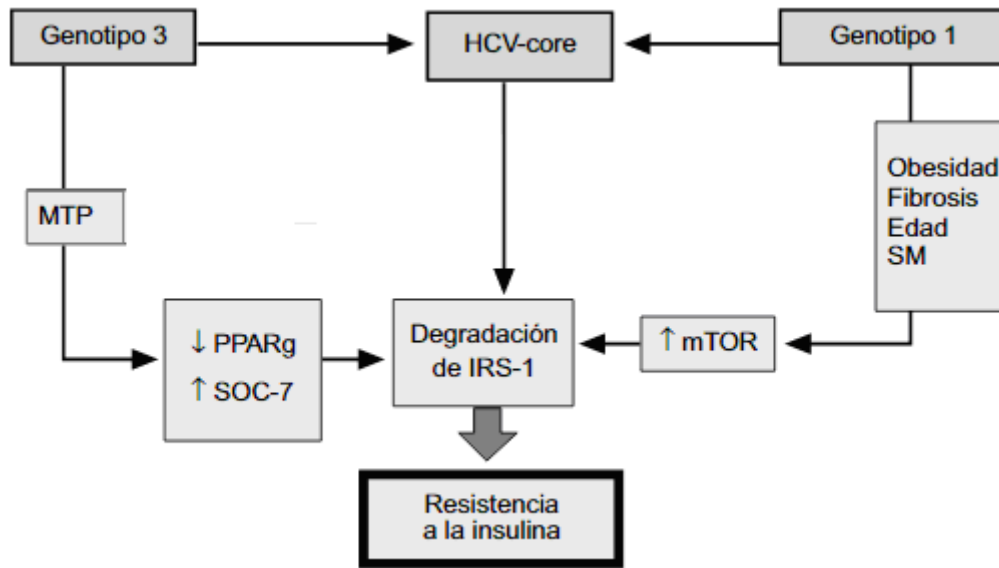 Genotipo 3
HCV-core
Genotipo 1
MTP
Obesidad
Fibrosis
Edad
SM
↓ PPARg
↑ SOC-7
Degradación
de IRS-1
↑ mTOR
Resistencia
a la insulina